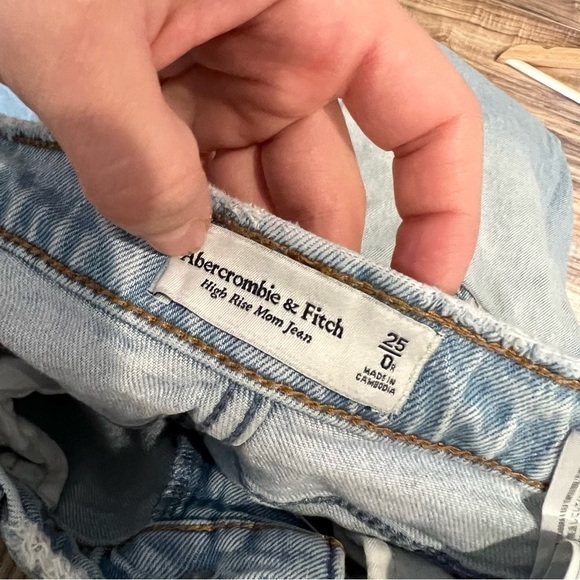 Abercrombie & Fitch
High Rise Mom Jean
25
0R
MADE IN
CAMBODIA